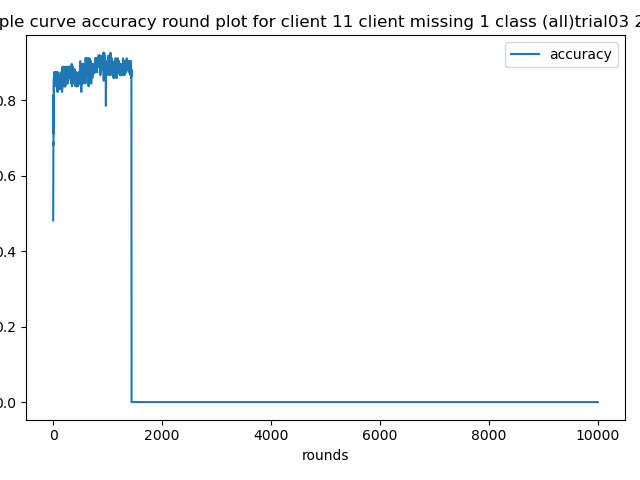 ple curve accuracy round plot for client 11 client missing 1 class (all)trial03 2
accuracy
0.8
0.6
0.4
0.2
0.0
0 2000 4000 6000 8000 10000
rounds